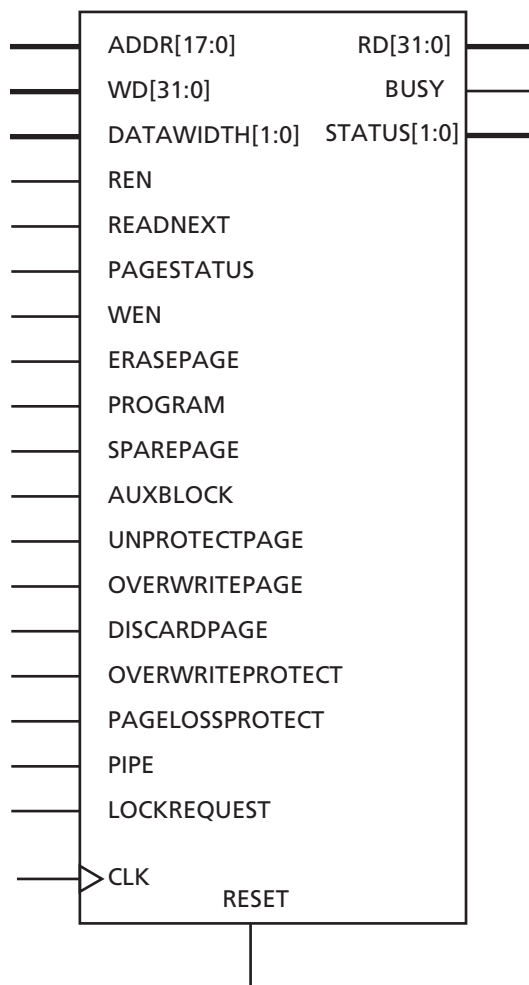 ADDR[17:0] RD[31:0]
WD[31:0] BUSY
DATAWIDTH[1:0] STATUS[1:0]
REN
READNEXT
PAGESTATUS
WEN
ERASEPAGE
PROGRAM
SPAREPAGE
AUXBLOCK
UNPROTECTPAGE
OVERWRITEPAGE
DISCARDPAGE
OVERWRITEPROTECT
PAGELOSSPROTECT
PIPE
LOCKREQUEST
CLK
RESET